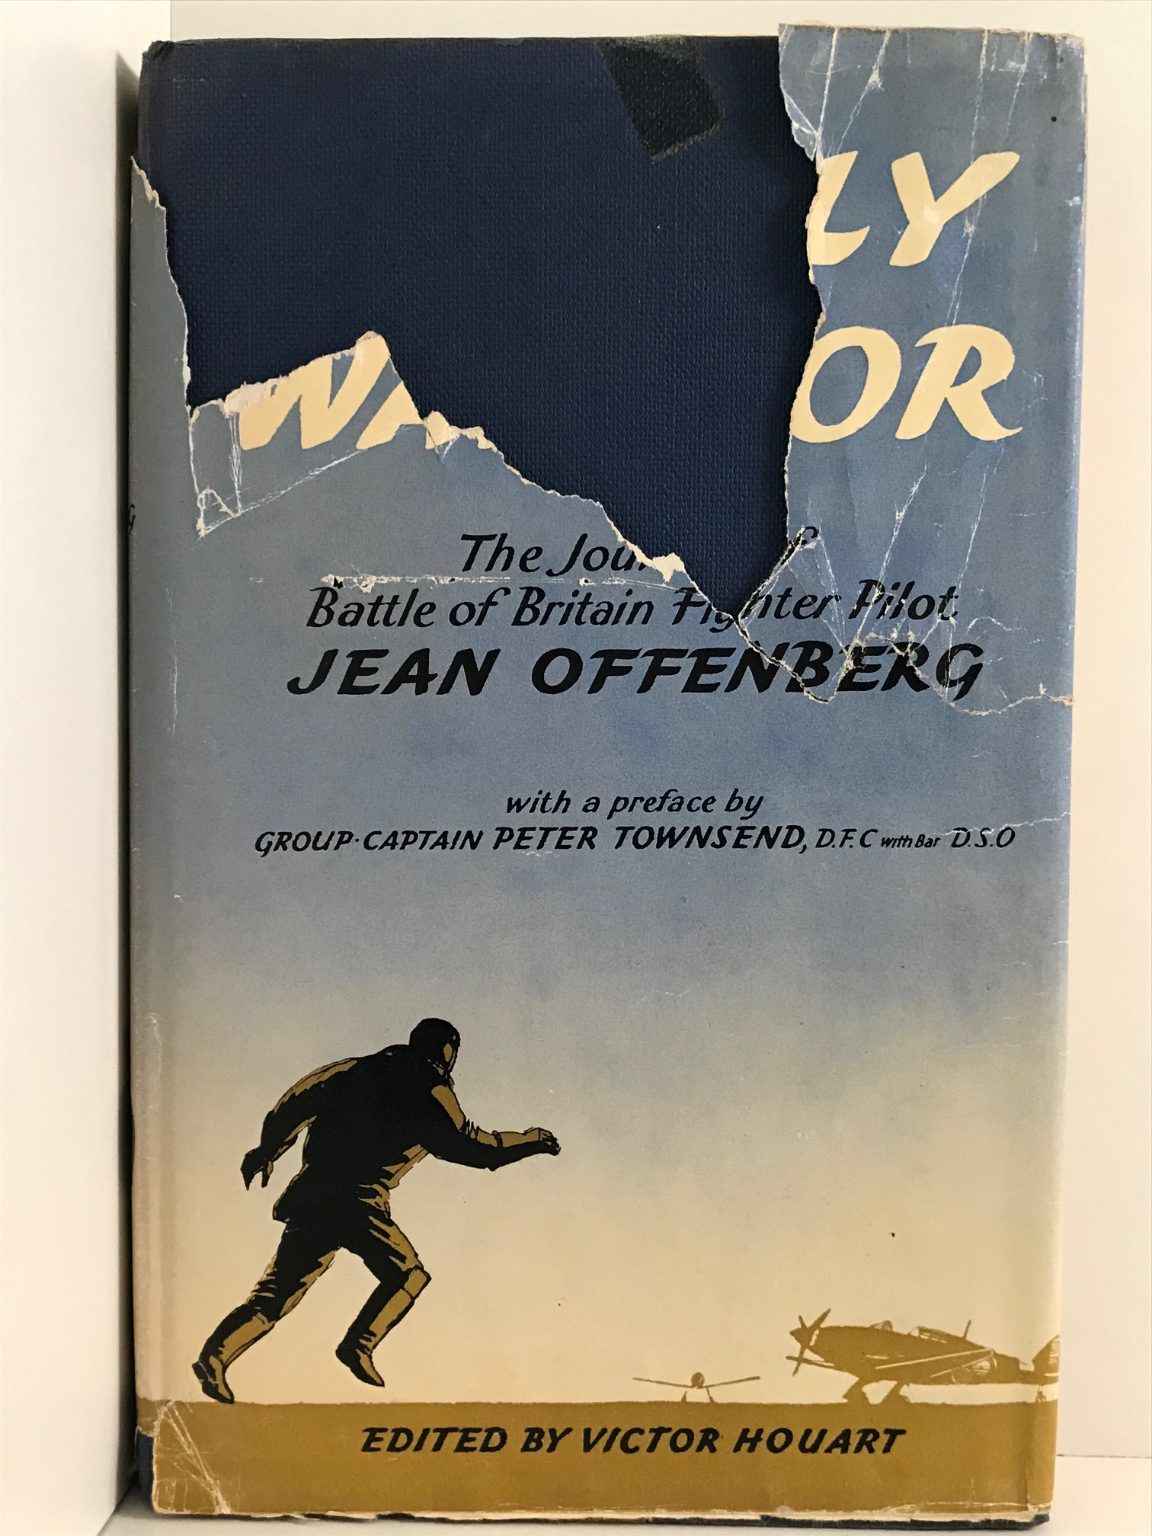 LY
WA OR
The Jou f
Battle of Britain Fighter Pilot
JEAN OFFENBERG
with a preface by
GROUP-CAPTAIN PETER TOWNSEND, D.F.C with Bar D.S.O
EDITED BY VICTOR HOUART